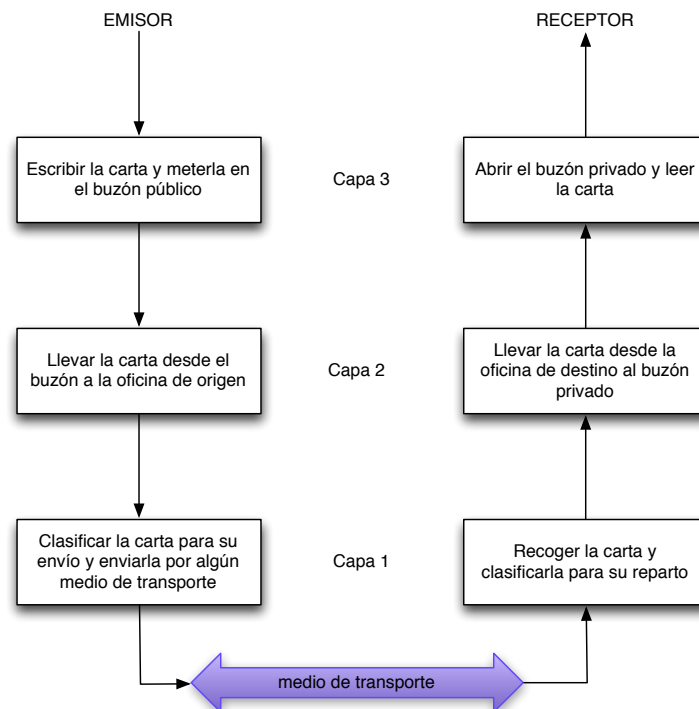 EMISOR
RECEPTOR
Escribir la carta y meterla en
el buzón público
Capa 3
Abrir el buzón privado y leer
la carta
Llevar la carta desde el
buzón a la oficina de origen
Capa 2
Llevar la carta desde la
oficina de destino al buzón
privado
Clasificar la carta para su
envío y enviarla por algún
medio de transporte
Capa 1
Recoger la carta y
clasificarla para su reparto
medio de transporte